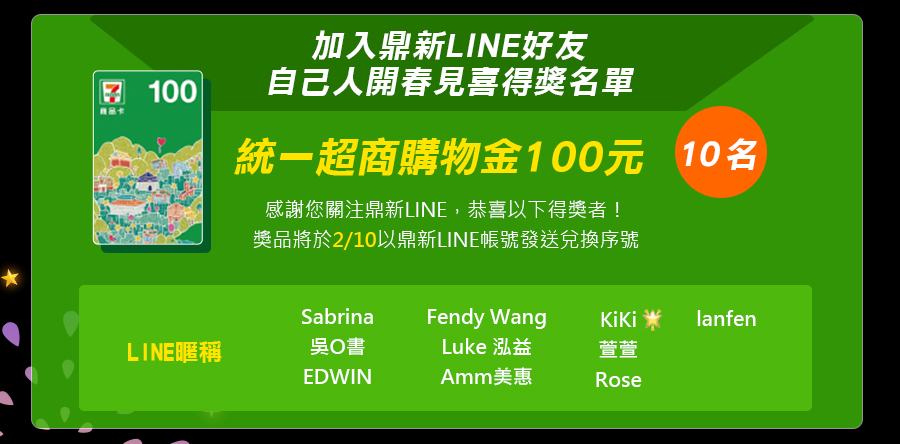 加入鼎新LINE好友
自己人開春見喜得獎名單
100
商品卡
統一超商購物金100元
10名
感謝您關注鼎新LINE，恭喜以下得獎者！
獎品將於2/10以鼎新LINE帳號發送兌換序號
LINE暱稱
Sabrina Fendy Wang KiKi🌟 lanfen
吳O書 Luke 泓益 萱萱
EDWIN Amm美惠 Rose